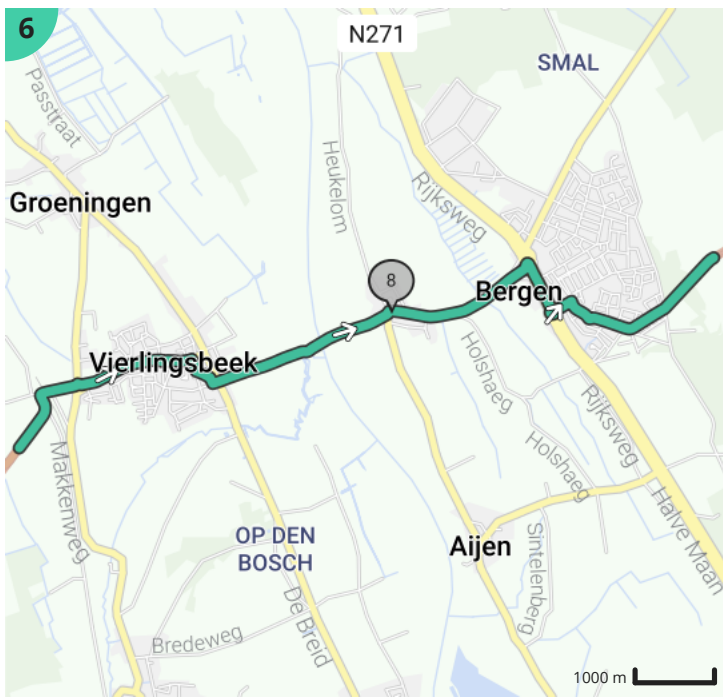 6
N271
SMAL
Passtraat
Heukelom
Rijksweg
Groeningen
8
Bergen
Vierlingsbeek
Holshaeg
Rijksweg
Holshaeg
Makkenweg
Halve Maan
OP DEN
BOSCH
Aijen
Sintelenberg
De Breid
Bredeweg
1000 m